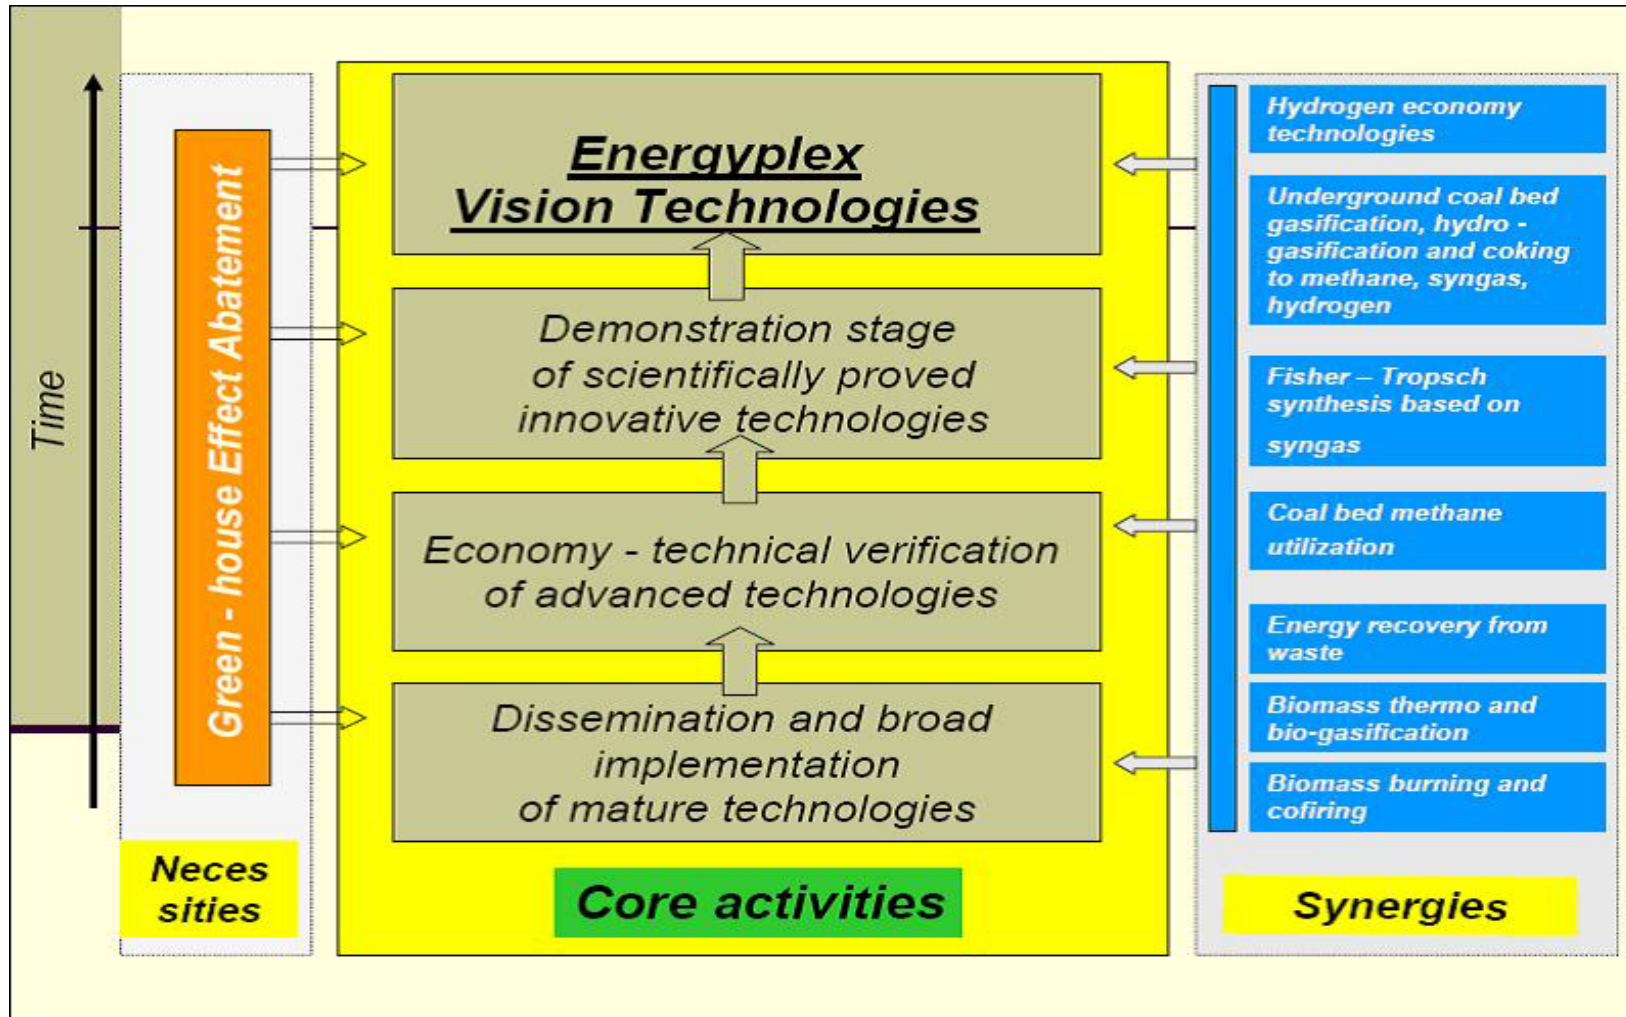 Time
Green - house Effect Abatement
Neces
sities
Energyplex
Vision Technologies
Demonstration stage
of scientifically proved
innovative technologies
Economy - technical verification
of advanced technologies
Dissemination and broad
implementation
of mature technologies
Core activities
Hydrogen economy
technologies
Underground coal bed
gasification, hydro -
gasification and coking
to methane, syngas,
hydrogen
Fisher – Tropsch
synthesis based on
syngas
Coal bed methane
utilization
Energy recovery from
waste
Biomass thermo and
bio-gasification
Biomass burning and
cofiring
Synergies